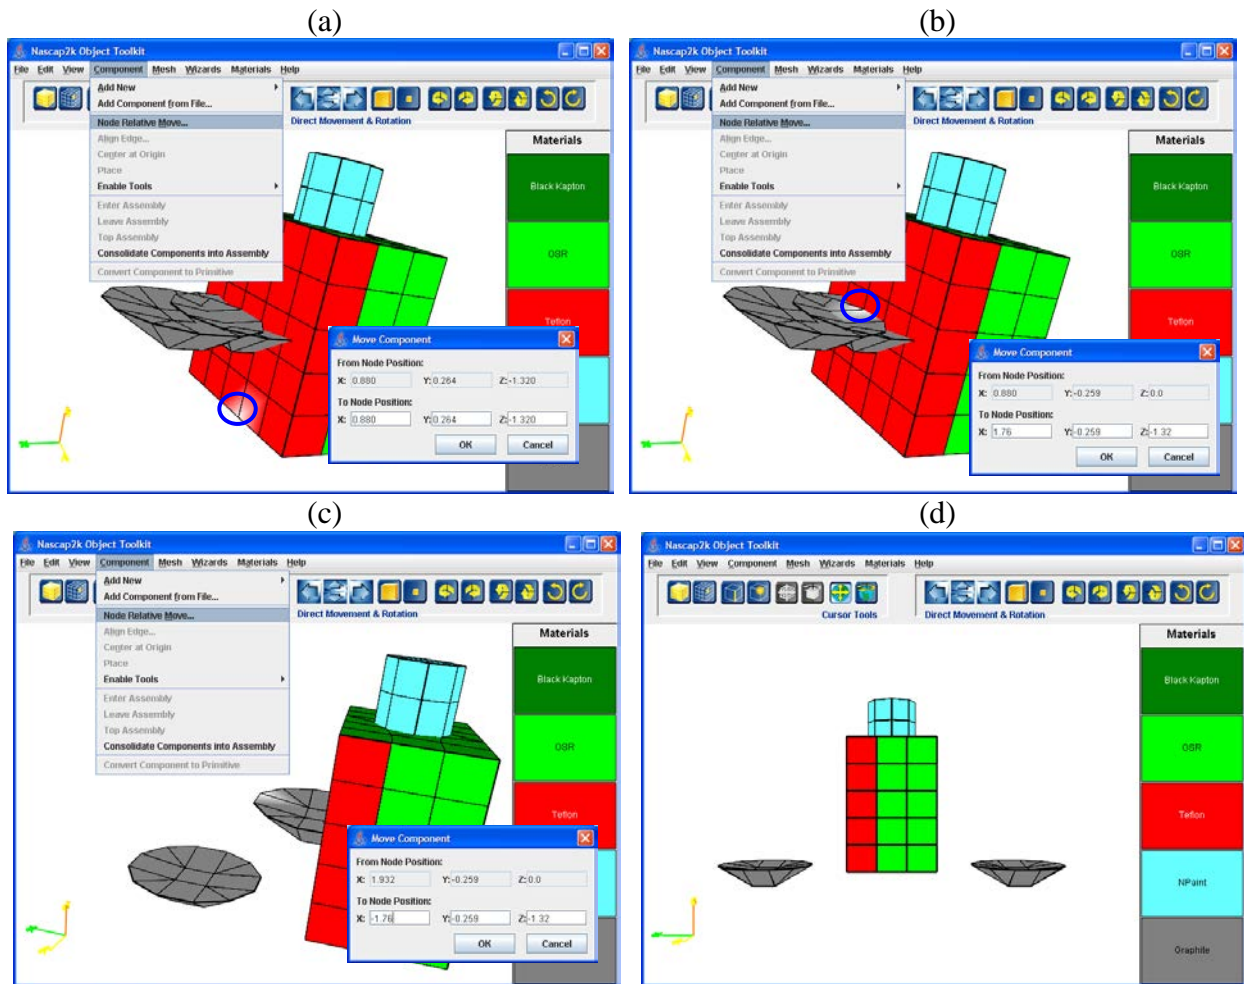 (a)
Nascap2k Object Toolkit
File Edit View Component Mesh Wizards Materials Help
Add New
Add Component from File...
Node Relative Move...
Align Edge...
Center at Origin
Place
Enable Tools
Enter Assembly
Leave Assembly
Top Assembly
Consolidate Components into Assembly
Convert Component to Primitive
Direct Movement & Rotation
Materials
Black Kapton
OSR
Teflon
Move Component
From Node Position:
X: 0.880 Y: 0.264 Z: -1.320
To Node Position:
X: 0.880 Y: 0.264 Z: -1.320
OK Cancel
(b)
Nascap2k Object Toolkit
File Edit View Component Mesh Wizards Materials Help
Add New
Add Component from File...
Node Relative Move...
Align Edge...
Center at Origin
Place
Enable Tools
Enter Assembly
Leave Assembly
Top Assembly
Consolidate Components into Assembly
Convert Component to Primitive
Direct Movement & Rotation
Materials
Black Kapton
OSR
Teflon
Move Component
From Node Position:
X: 0.880 Y: -0.259 Z: 0.0
To Node Position:
X: 1.76 Y: -0.259 Z: -1.32
OK Cancel
(c)
Nascap2k Object Toolkit
File Edit View Component Mesh Wizards Materials Help
Add New
Add Component from File...
Node Relative Move...
Align Edge...
Center at Origin
Place
Enable Tools
Enter Assembly
Leave Assembly
Top Assembly
Consolidate Components into Assembly
Convert Component to Primitive
Direct Movement & Rotation
Materials
Black Kapton
OSR
Teflon
Move Component
From Node Position:
X: 1.932 Y: -0.259 Z: 0.0
To Node Position:
X: -1.76 Y: -0.259 Z: -1.32
OK Cancel
(d)
Nascap2k Object Toolkit
File Edit View Component Mesh Wizards Materials Help
Cursor Tools
Direct Movement & Rotation
Materials
Black Kapton
OSR
Teflon
NPaint
Graphite